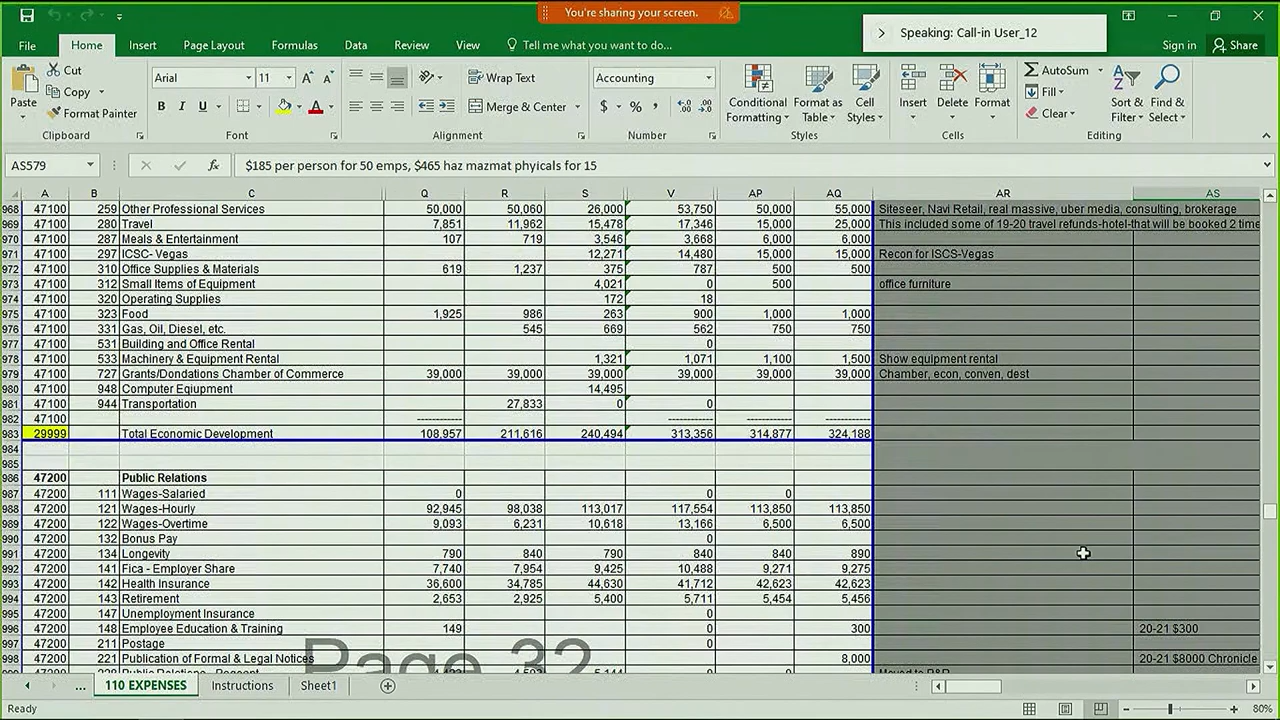 You're sharing your screen.
Speaking: Call-in User_12
File Home Insert Page Layout Formulas Data Review View Tell me what you want to do... Sign in Share
Paste Cut Copy Format Painter
Arial 11 A A B I U A
Wrap Text Merge & Center
Accounting $ % ,
Conditional Formatting Format as Table Cell Styles Insert Delete Format
AutoSum Fill Clear Sort & Filter Find & Select
Clipboard Font Alignment Number Styles Cells Editing
AS579 fx $185 per person for 50 emps, $465 haz mazmat phyicals for 15
A B C Q R S V AP AQ AR AS
968 47100 259 Other Professional Services 50,000 50,060 26,000 53,750 50,000 55,000 Siteseer, Navi Retail, real massive, uber media, consulting, brokerage
969 47100 280 Travel 7,851 11,962 15,478 17,346 15,000 25,000 This included some of 19-20 travel refunds-hotel-that will be booked 2 time
970 47100 287 Meals & Entertainment 107 719 3,546 3,668 6,000 6,000
971 47100 297 ICSC- Vegas 12,271 14,480 15,000 15,000 Recon for ISCS-Vegas
972 47100 310 Office Supplies & Materials 619 1,237 375 787 500 500
973 47100 312 Small Items of Equipment 4,021 0 500 office furniture
974 47100 320 Operating Supplies 172 18
975 47100 323 Food 1,925 986 263 900 1,000 1,000
976 47100 331 Gas, Oil, Diesel, etc. 545 669 562 750 750
977 47100 531 Building and Office Rental 0
978 47100 533 Machinery & Equipment Rental 1,321 1,071 1,100 1,500 Show equipment rental
979 47100 727 Grants/Dondations Chamber of Commerce 39,000 39,000 39,000 39,000 39,000 39,000 Chamber, econ, conven, dest
980 47100 948 Computer Eqiupment 14,495
981 47100 944 Transportation 27,833 0 0
982 47100 ----------- ----------- ----------- -----------
983 29999 Total Economic Development 108,957 211,616 240,494 313,356 314,877 324,188
984
985
986 47200 Public Relations
987 47200 111 Wages-Salaried 0 0 0
988 47200 121 Wages-Hourly 92,945 98,038 113,017 117,554 113,850 113,850
989 47200 122 Wages-Overtime 9,093 6,231 10,618 13,166 6,500 6,500
990 47200 132 Bonus Pay 0
991 47200 134 Longevity 790 840 790 840 840 890
992 47200 141 Fica - Employer Share 7,740 7,954 9,425 10,488 9,271 9,275
993 47200 142 Health Insurance 36,600 34,785 44,630 41,712 42,623 42,623
994 47200 143 Retirement 2,653 2,925 5,400 5,711 5,454 5,456
995 47200 147 Unemployment Insurance 0
996 47200 148 Employee Education & Training 149 0 300 20-21 $300
997 47200 211 Postage 0
998 47200 221 Publication of Formal & Legal Notices 0 8,000 20-21 $8000 Chronicle
Page 32
... 110 EXPENSES Instructions Sheet1
Ready 80%